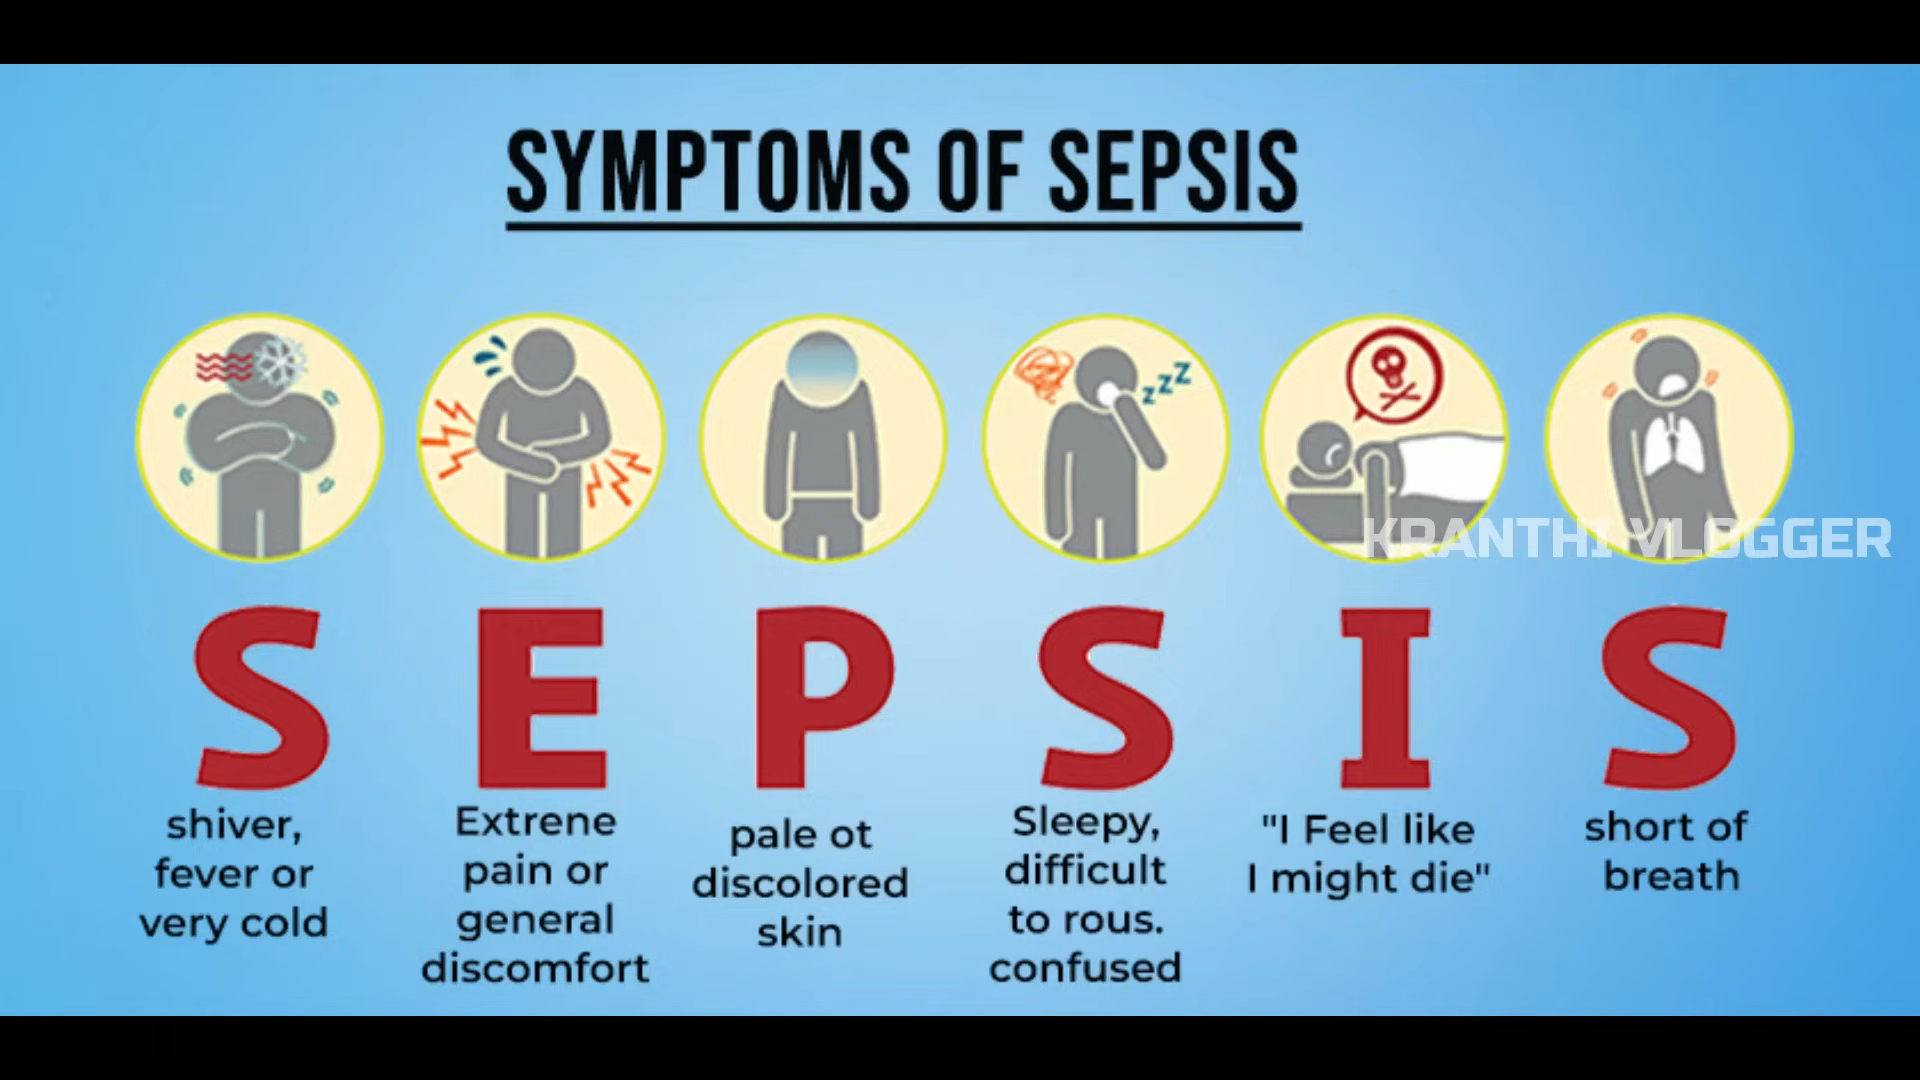 SYMPTOMS OF SEPSIS
zzz
KRANTHI VLOGGER
S E P S I S
shiver,
fever or
very cold
Extrene
pain or
general
discomfort
pale ot
discolored
skin
Sleepy,
difficult
to rous.
confused
"I Feel like
I might die"
short of
breath